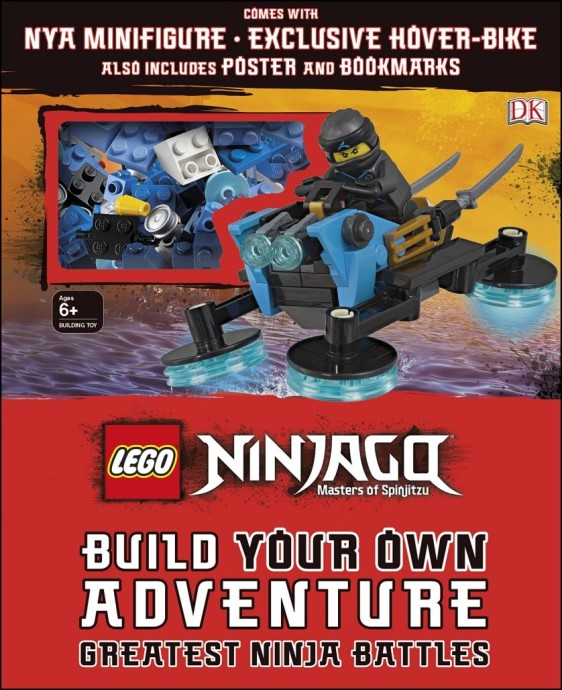 COMES WITH
NYA MINIFIGURE • EXCLUSIVE HOVER-BIKE
ALSO INCLUDES POSTER AND BOOKMARKS
DK
Ages
6+
BUILDING TOY
LEGO NINJAGO
Masters of Spinjitzu
BUILD YOUR OWN
ADVENTURE
GREATEST NINJA BATTLES